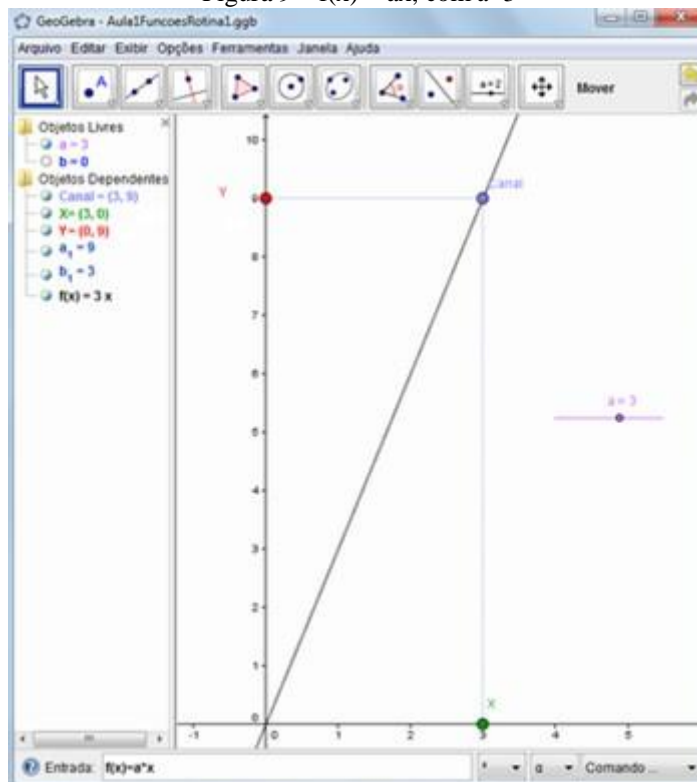 GeoGebra - Aula1FuncoesRotina1.ggb
Arquivo Editar Exibir Opções Ferramentas Janela Ajuda
A
a=2
Mover
Objetos Livres
a = 3
b = 0
Objetos Dependentes
Canal = (3, 9)
X= (3, 0)
Y= (0, 9)
a₁ = 9
b₁ = 3
f(x) = 3 x
10
Y
9
Canal
8
7
6
a = 3
5
4
3
2
1
X
0
-1 0 1 2 3 4 5
Entrada: f(x)=a*x
α
Comando ...